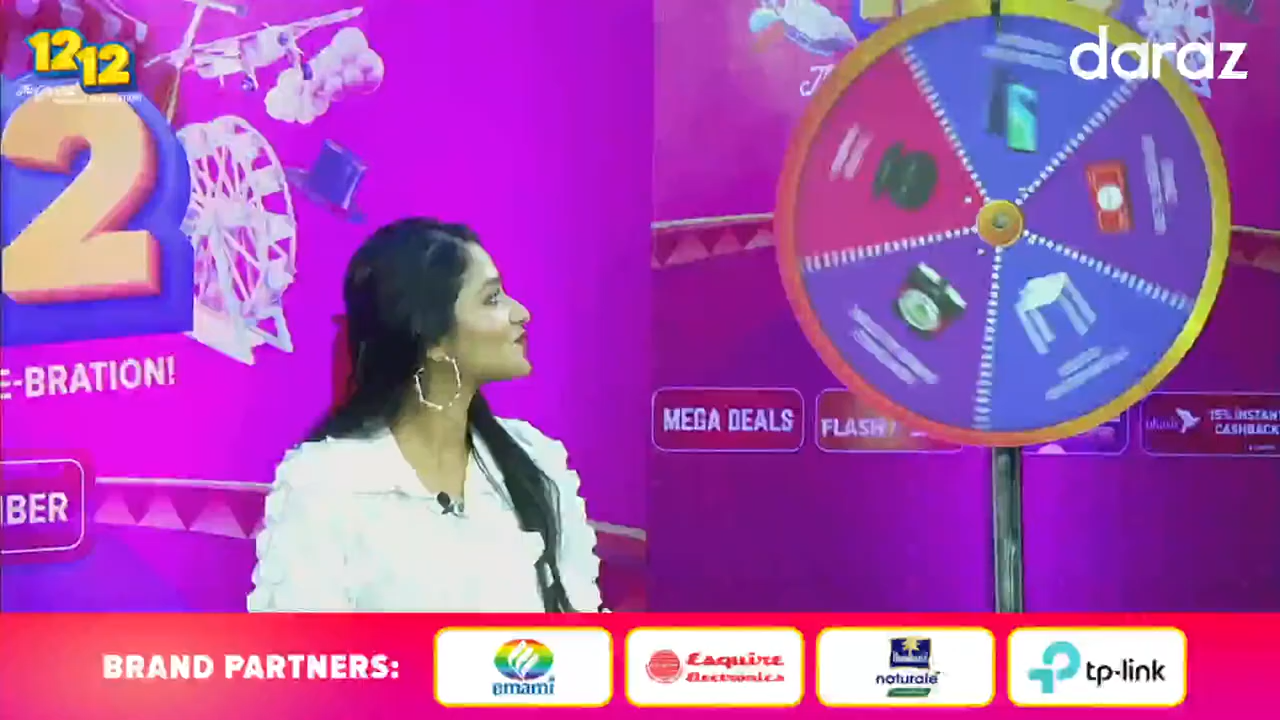 12 12
daraz
2
E-BRATION!
MEGA DEALS
FLASH
15% INSTANT
CASHBACK
IBER
BRAND PARTNERS:
emami
Esquire
Electronics
naturale
tp-link